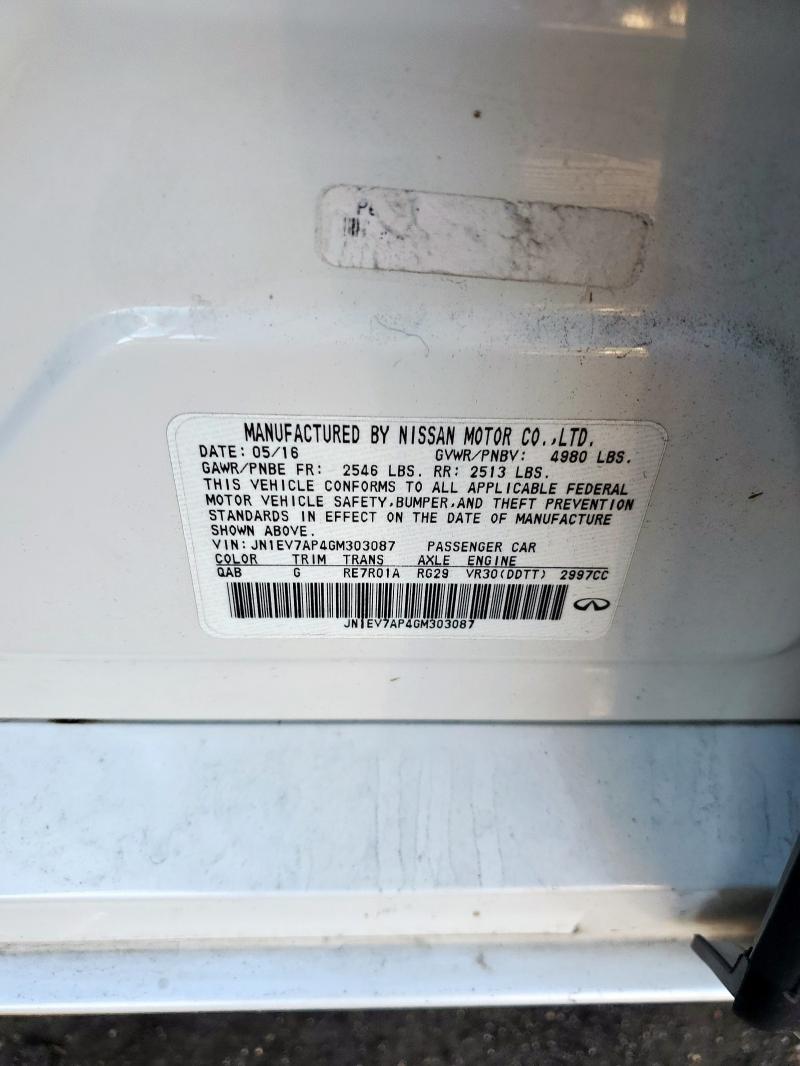 MANUFACTURED BY NISSAN MOTOR CO.,LTD.
DATE: 05/16 GVWR/PNBV: 4980 LBS.
GAWR/PNBE FR: 2546 LBS. RR: 2513 LBS.
THIS VEHICLE CONFORMS TO ALL APPLICABLE FEDERAL
MOTOR VEHICLE SAFETY,BUMPER,AND THEFT PREVENTION
STANDARDS IN EFFECT ON THE DATE OF MANUFACTURE
SHOWN ABOVE.
VIN: JN1EV7AP4GM303087 PASSENGER CAR
COLOR TRIM TRANS AXLE ENGINE
QAB G RE7R01A RG29 VR30(DDTT) 2997CC
JN1EV7AP4GM303087